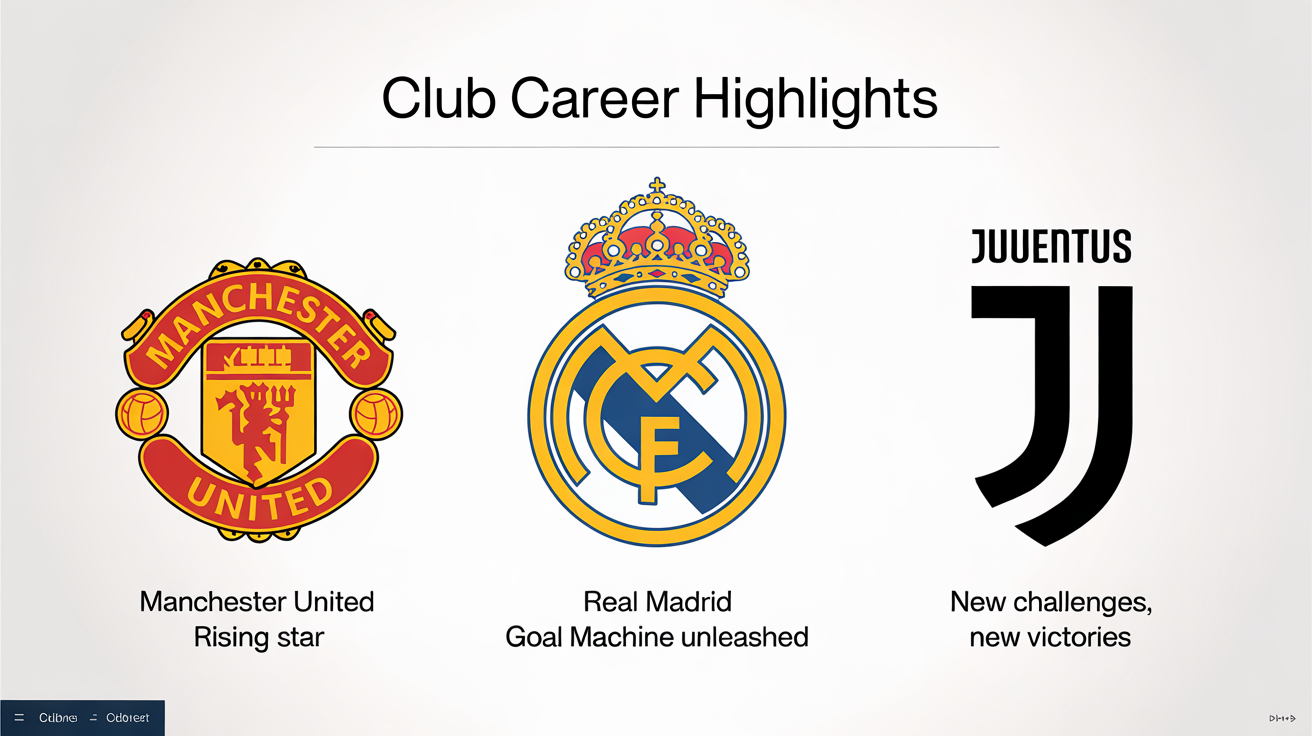 Club Career Highlights
MANCHESTER
UNITED
JUUENTUS
Manchester United
Rising star
Real Madrid
Goal Machine unleashed
New challenges,
new victories